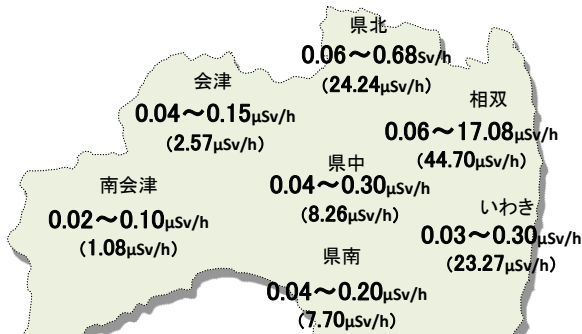 県北
0.06～0.68Sv/h
(24.24μSv/h)
会津
0.04～0.15μSv/h
(2.57μSv/h)
相双
0.06～17.08μSv/h
(44.70μSv/h)
県中
0.04～0.30μSv/h
(8.26μSv/h)
南会津
0.02～0.10μSv/h
(1.08μSv/h)
いわき
0.03～0.30μSv/h
(23.27μSv/h)
県南
0.04～0.20μSv/h
(7.70μSv/h)